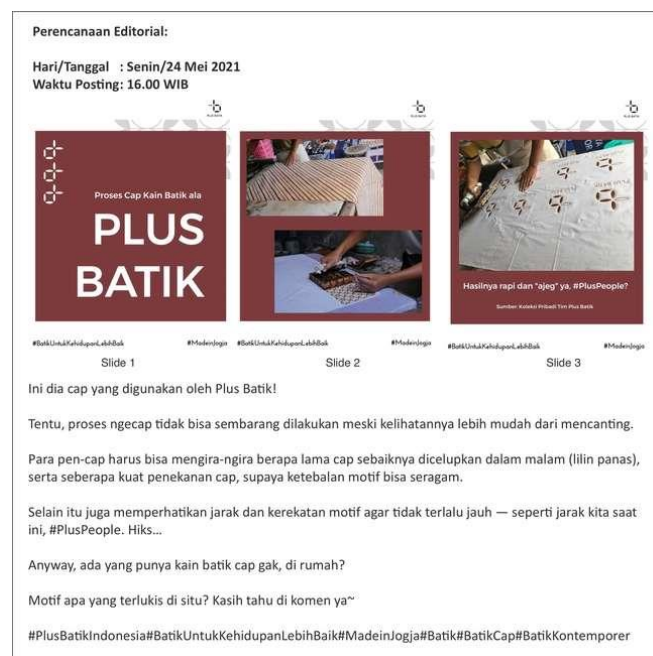 Perencanaan Editorial:
Hari/Tanggal : Senin/24 Mei 2021
Waktu Posting: 16.00 WIB
Proses Cap Kain Batik ala
PLUS
BATIK
Hasilnya rapi dan "ajeg" ya, #PlusPeople?
Sumber: Koleksi Pribadi Tim Plus Batik
#BatikUntukKehidupanLebihBaik #MadeinJogja
#BatikUntukKehidupanLebihBaik #MadeinJogja
#BatikUntukKehidupanLebihBaik #MadeinJogja
Slide 1
Slide 2
Slide 3
Ini dia cap yang digunakan oleh Plus Batik!
Tentu, proses ngecap tidak bisa sembarang dilakukan meski kelihatannya lebih mudah dari mencanting.
Para pen-cap harus bisa mengira-ngira berapa lama cap sebaiknya dicelupkan dalam malam (lilin panas),
serta seberapa kuat penekanan cap, supaya ketebalan motif bisa seragam.
Selain itu juga memperhatikan jarak dan kerekatan motif agar tidak terlalu jauh — seperti jarak kita saat
ini, #PlusPeople. Hiks...
Anyway, ada yang punya kain batik cap gak, di rumah?
Motif apa yang terlukis di situ? Kasih tahu di komen ya~
#PlusBatikIndonesia#BatikUntukKehidupanLebihBaik#MadeinJogja#Batik#BatikCap#BatikKontemporer